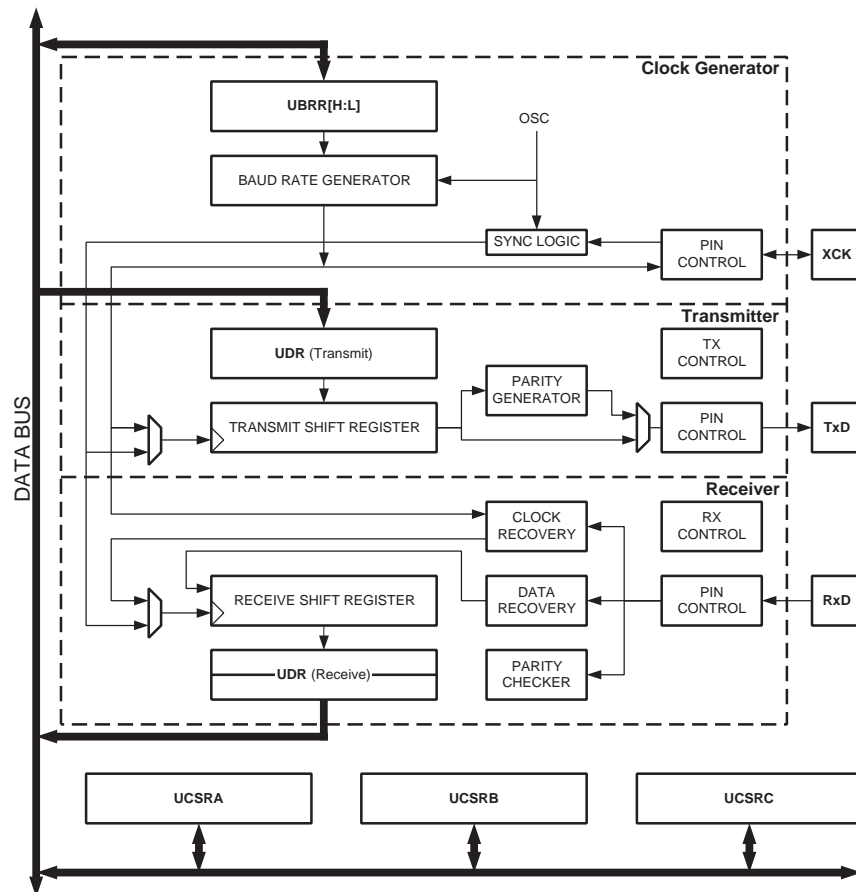 Clock Generator
UBRR[H:L]
OSC
BAUD RATE GENERATOR
SYNC LOGIC
PIN
CONTROL
XCK
Transmitter
UDR (Transmit)
TX
CONTROL
PARITY
GENERATOR
TRANSMIT SHIFT REGISTER
PIN
CONTROL
TxD
DATA BUS
Receiver
CLOCK
RECOVERY
RX
CONTROL
RECEIVE SHIFT REGISTER
DATA
RECOVERY
PIN
CONTROL
RxD
UDR (Receive)
PARITY
CHECKER
UCSRA
UCSRB
UCSRC